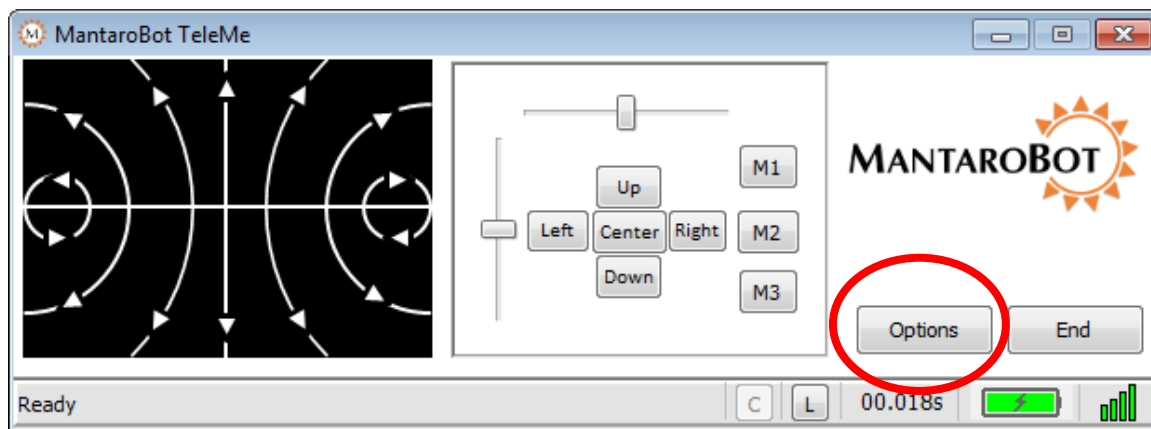 MantaroBot TeleMe
Up
Left Center Right
Down
M1
M2
M3
MANTAROBOT
Options End
Ready C L 00.018s